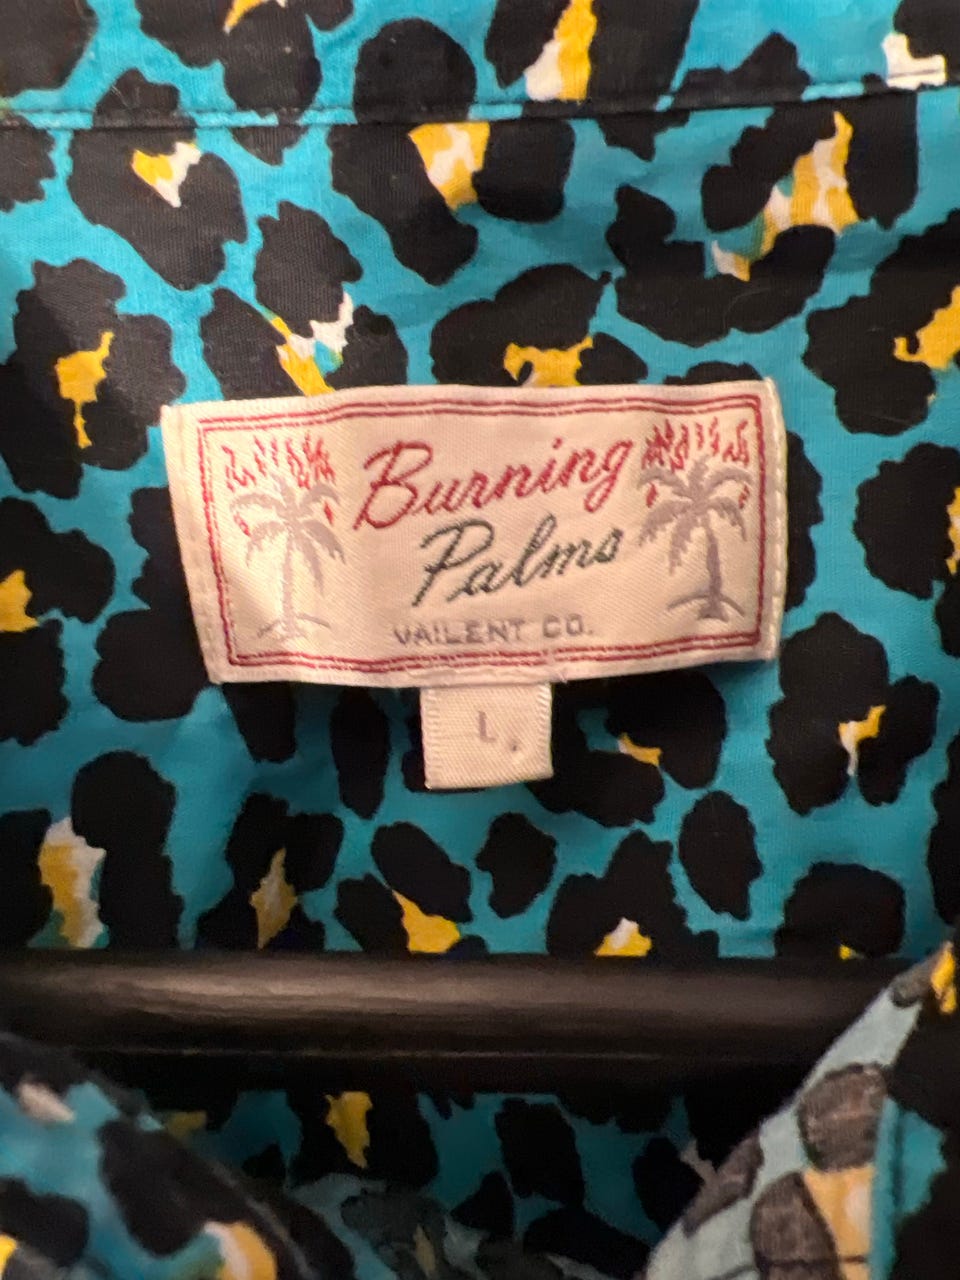 Burning
Palms
VAILENT CO.
L